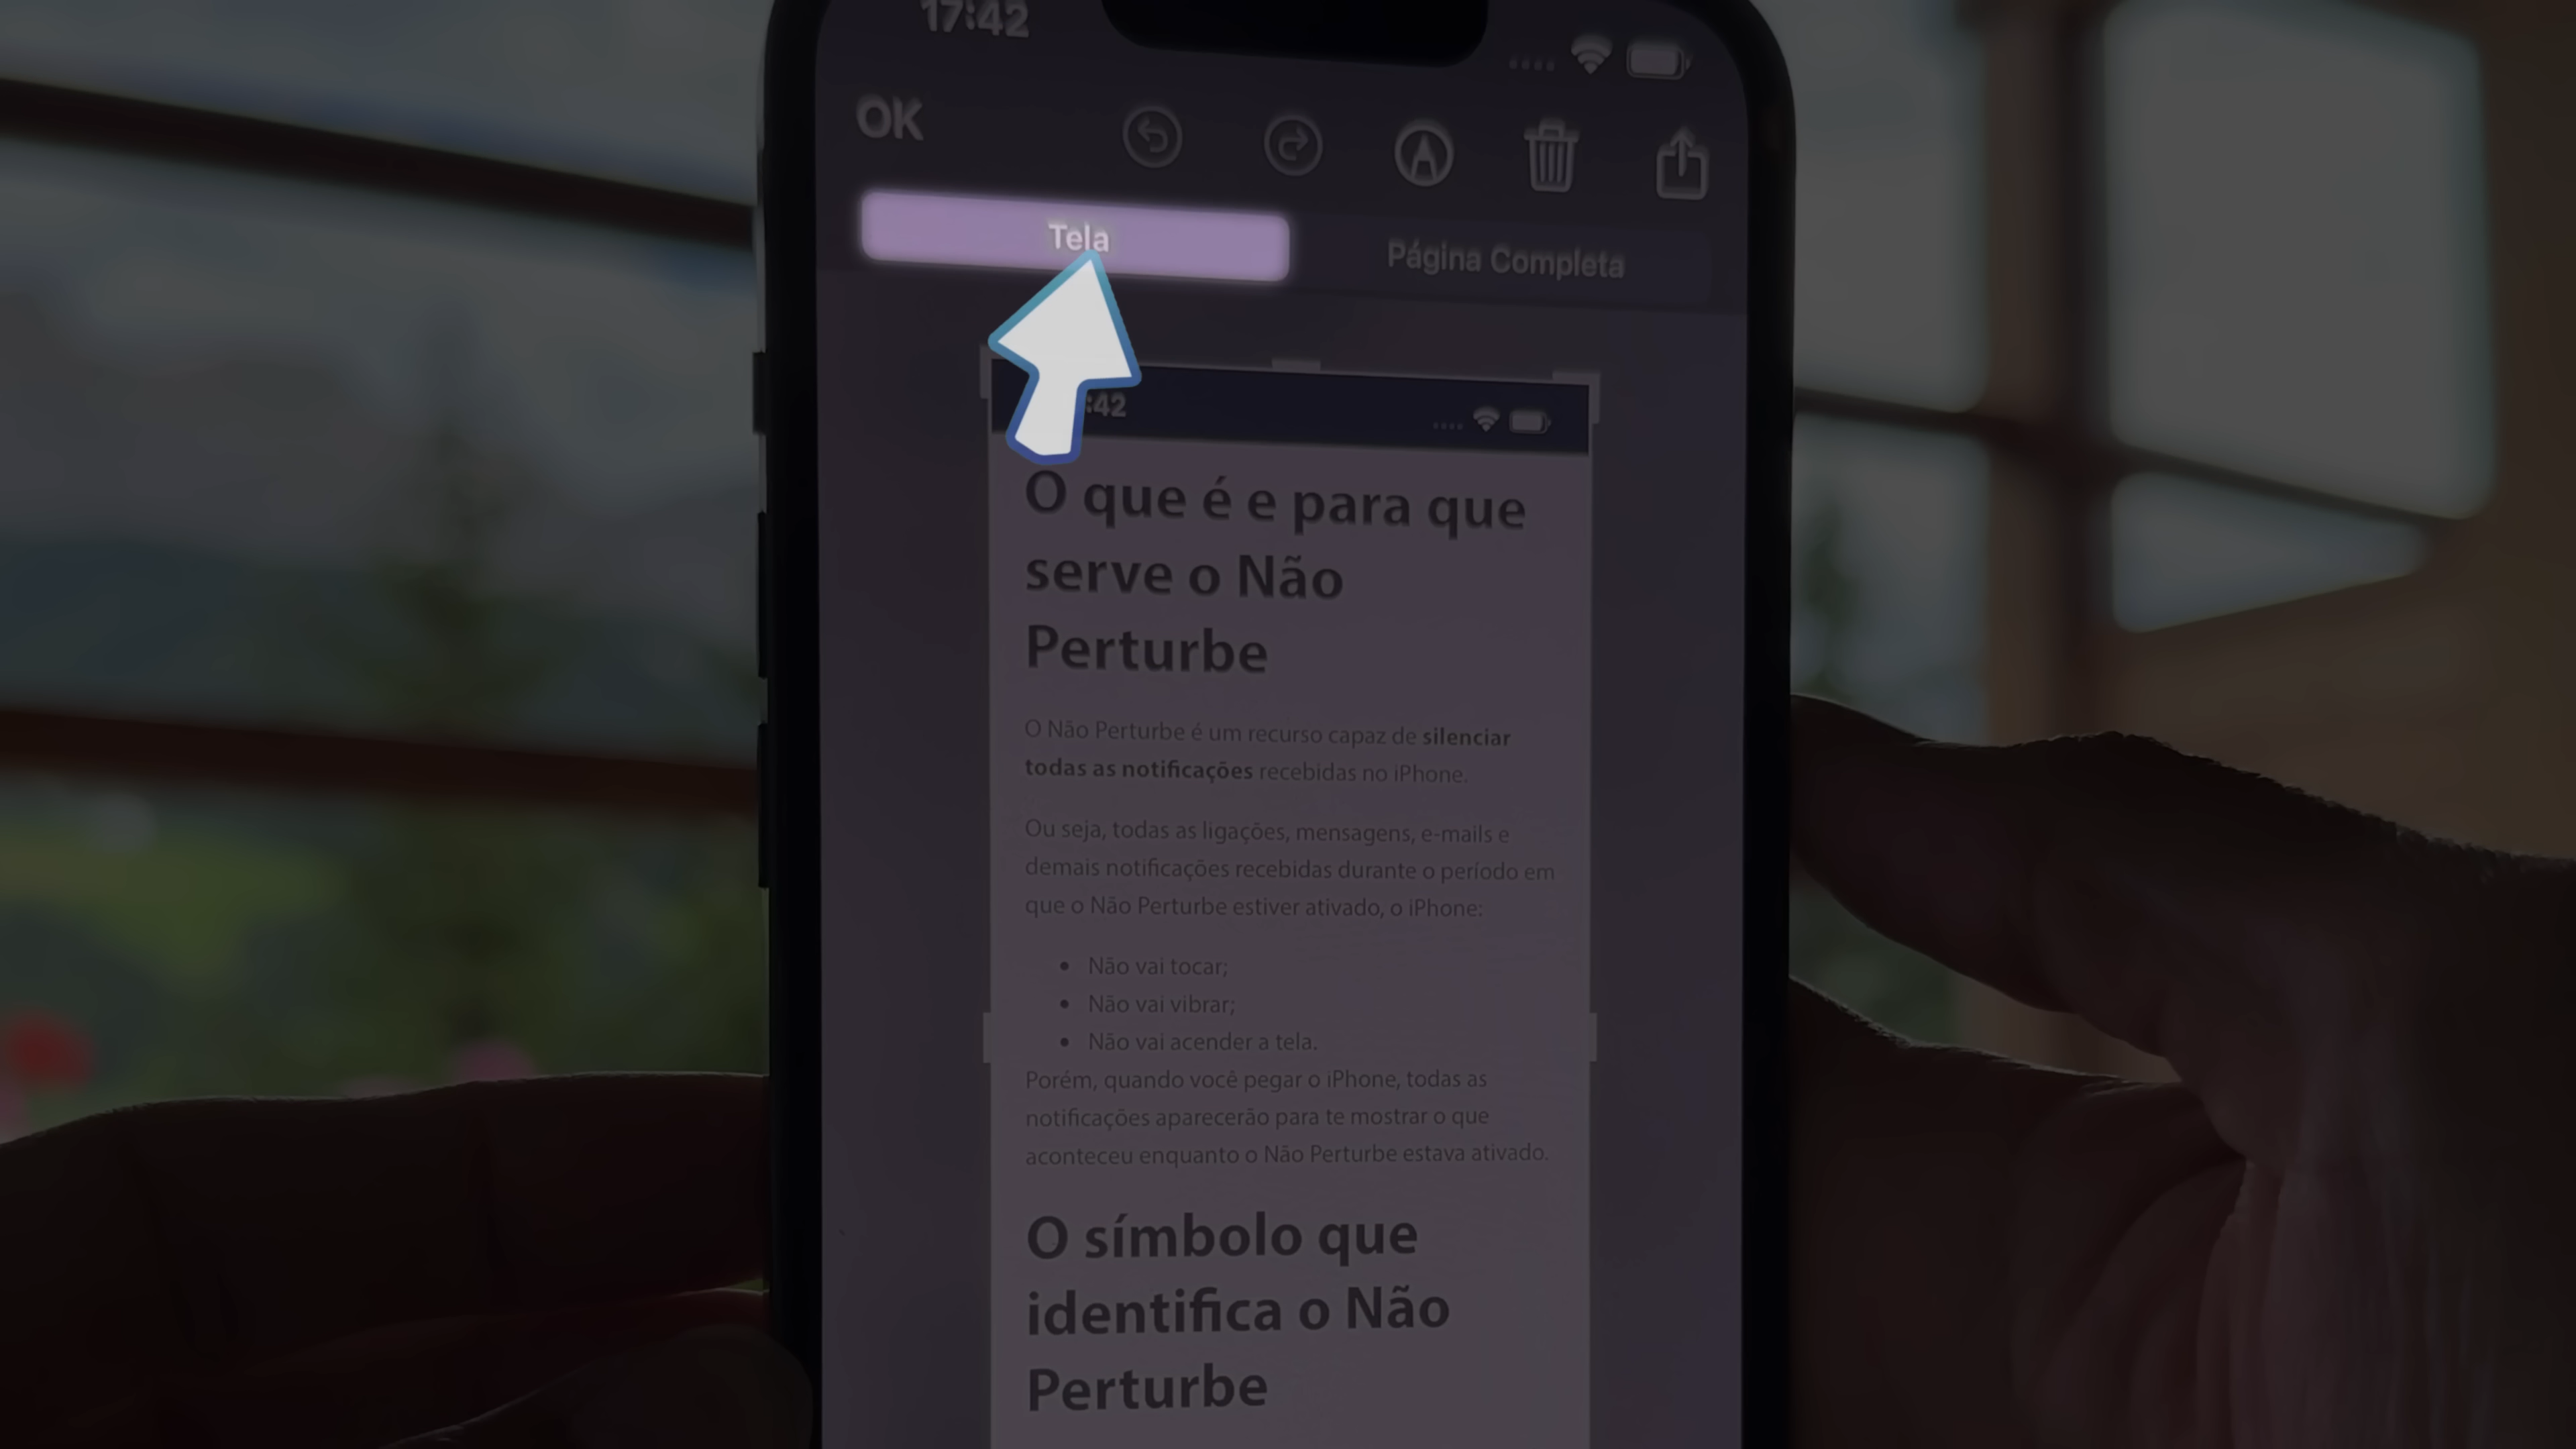 17:42
OK
Tela
Página Completa
:42
O que é e para que
serve o Não
Perturbe
O Não Perturbe é um recurso capaz de silenciar
todas as notificações recebidas no iPhone.
Ou seja, todas as ligações, mensagens, e-mails e
demais notificações recebidas durante o período em
que o Não Perturbe estiver ativado, o iPhone:
• Não vai tocar;
• Não vai vibrar;
• Não vai acender a tela.
Porém, quando você pegar o iPhone, todas as
notificações aparecerão para te mostrar o que
aconteceu enquanto o Não Perturbe estava ativado.
O símbolo que
identifica o Não
Perturbe